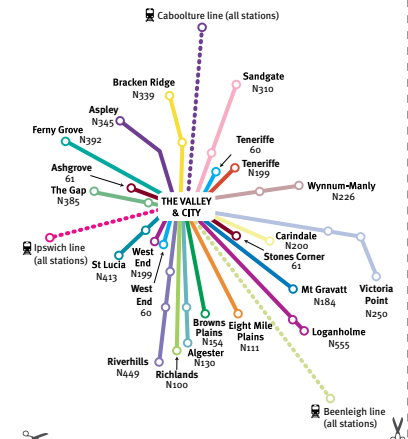 Caboolture line (all stations)
Bracken Ridge
N339
Sandgate
N310
Aspley
N345
Ferny Grove
N392
Teneriffe
60
Teneriffe
N199
Ashgrove
61
The Gap
N385
Wynnum-Manly
N226
THE VALLEY
& CITY
Ipswich line
(all stations)
St Lucia
N413
West
End
N199
West
End
60
Carindale
N200
Stones Corner
61
Mt Gravatt
N184
Victoria
Point
N250
Loganholme
N555
Eight Mile
Plains
N111
Browns
Plains
N154
Algester
N130
Richlands
N100
Riverhills
N449
Beenleigh line
(all stations)